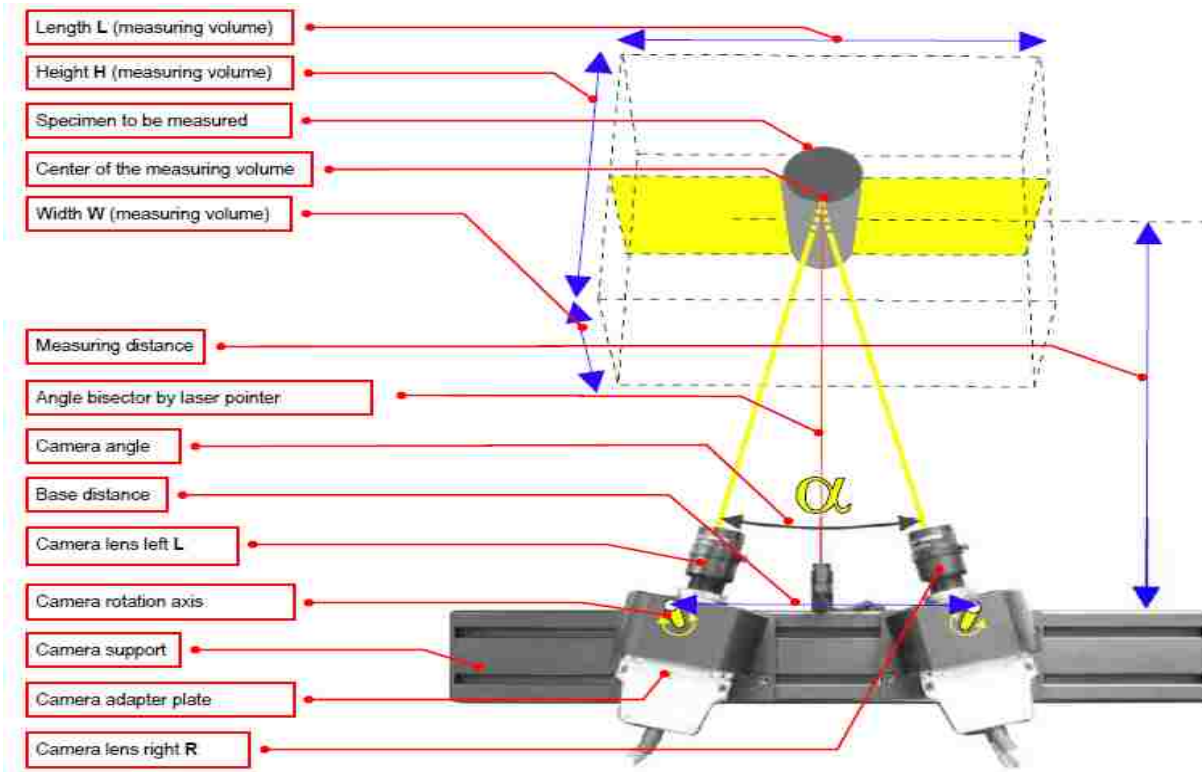 Length L (measuring volume)
Height H (measuring volume)
Specimen to be measured
Center of the measuring volume
Width W (measuring volume)
Measuring distance
Angle bisector by laser pointer
Camera angle
α
Base distance
Camera lens left L
Camera rotation axis
Camera support
Camera adapter plate
Camera lens right R